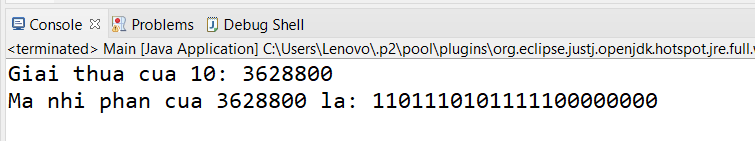 Console Problems Debug Shell
<terminated> Main [Java Application] C:\Users\Lenovo\.p2\pool\plugins\org.eclipse.justj.openjdk.hotspot.jre.full.
Giai thua cua 10: 3628800
Ma nhi phan cua 3628800 la: 1101110101111100000000